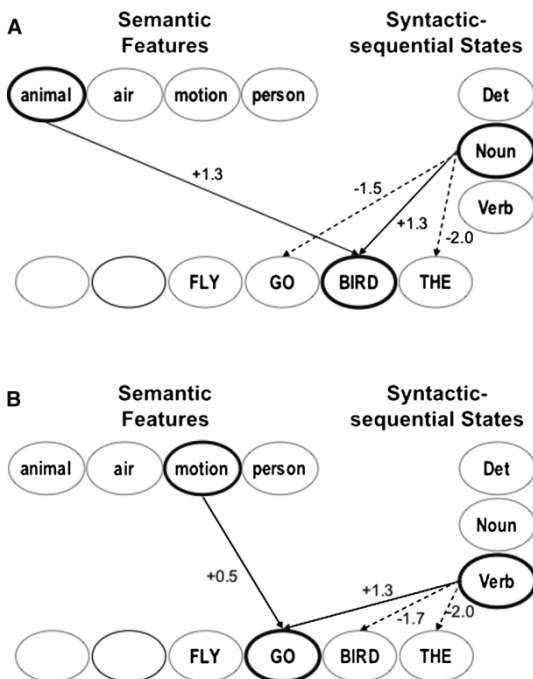 A
Semantic Features
Syntactic-sequential States
animal air motion person
Det
Noun
Verb
+1.3
-1.5
+1.3
-2.0
FLY GO BIRD THE
B
Semantic Features
Syntactic-sequential States
animal air motion person
Det
Noun
Verb
+0.5
+1.3
-1.7
-2.0
FLY GO BIRD THE